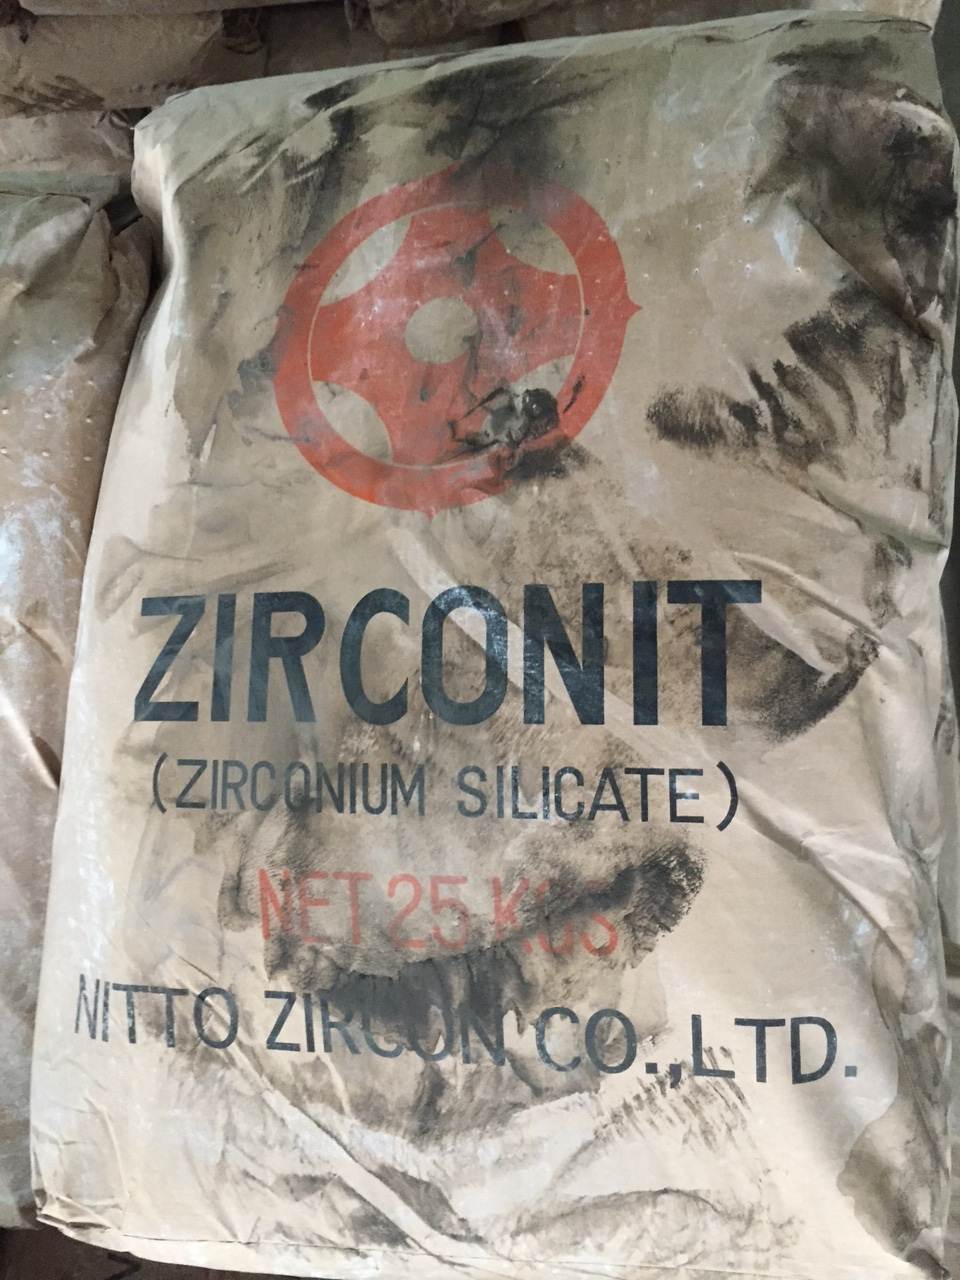 ZIRCONIT
(ZIRCONIUM SILICATE)
NET 25 KGS
NITTO ZIRCON CO.,LTD.